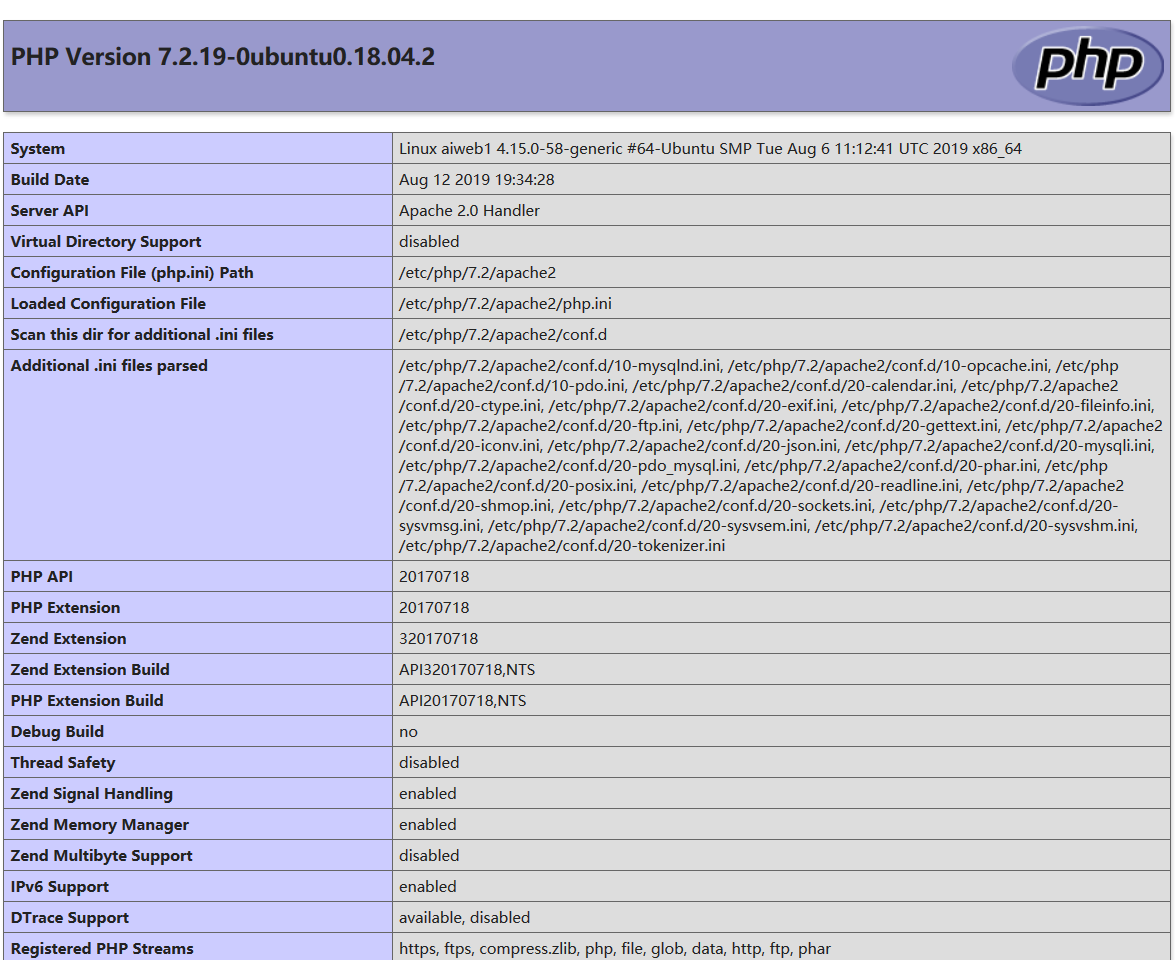 PHP Version 7.2.19-0ubuntu0.18.04.2
php
System Linux aiweb1 4.15.0-58-generic #64-Ubuntu SMP Tue Aug 6 11:12:41 UTC 2019 x86_64
Build Date Aug 12 2019 19:34:28
Server API Apache 2.0 Handler
Virtual Directory Support disabled
Configuration File (php.ini) Path /etc/php/7.2/apache2
Loaded Configuration File /etc/php/7.2/apache2/php.ini
Scan this dir for additional .ini files /etc/php/7.2/apache2/conf.d
Additional .ini files parsed /etc/php/7.2/apache2/conf.d/10-mysqlnd.ini, /etc/php/7.2/apache2/conf.d/10-opcache.ini, /etc/php
/7.2/apache2/conf.d/10-pdo.ini, /etc/php/7.2/apache2/conf.d/20-calendar.ini, /etc/php/7.2/apache2
/conf.d/20-ctype.ini, /etc/php/7.2/apache2/conf.d/20-exif.ini, /etc/php/7.2/apache2/conf.d/20-fileinfo.ini,
/etc/php/7.2/apache2/conf.d/20-ftp.ini, /etc/php/7.2/apache2/conf.d/20-gettext.ini, /etc/php/7.2/apache2
/conf.d/20-iconv.ini, /etc/php/7.2/apache2/conf.d/20-json.ini, /etc/php/7.2/apache2/conf.d/20-mysqli.ini,
/etc/php/7.2/apache2/conf.d/20-pdo_mysql.ini, /etc/php/7.2/apache2/conf.d/20-phar.ini, /etc/php
/7.2/apache2/conf.d/20-posix.ini, /etc/php/7.2/apache2/conf.d/20-readline.ini, /etc/php/7.2/apache2
/conf.d/20-shmop.ini, /etc/php/7.2/apache2/conf.d/20-sockets.ini, /etc/php/7.2/apache2/conf.d/20-
sysvmsg.ini, /etc/php/7.2/apache2/conf.d/20-sysvsem.ini, /etc/php/7.2/apache2/conf.d/20-sysvshm.ini,
/etc/php/7.2/apache2/conf.d/20-tokenizer.ini
PHP API 20170718
PHP Extension 20170718
Zend Extension 320170718
Zend Extension Build API320170718,NTS
PHP Extension Build API20170718,NTS
Debug Build no
Thread Safety disabled
Zend Signal Handling enabled
Zend Memory Manager enabled
Zend Multibyte Support disabled
IPv6 Support enabled
DTrace Support available, disabled
Registered PHP Streams https, ftps, compress.zlib, php, file, glob, data, http, ftp, phar